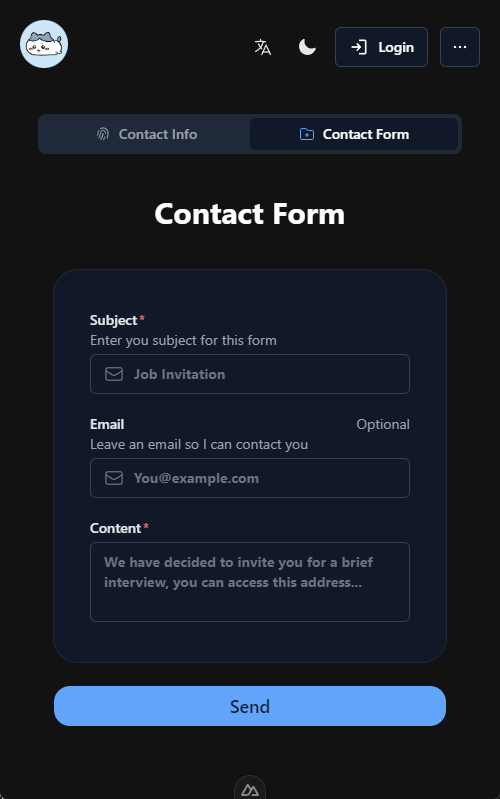 Login
Contact Info
Contact Form
Contact Form
Subject*
Enter you subject for this form
Job Invitation
Email
Optional
Leave an email so I can contact you
You@example.com
Content*
We have decided to invite you for a brief
interview, you can access this address...
Send